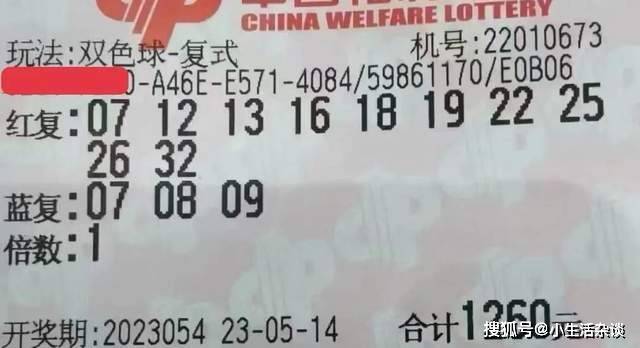 CHINA WELFARE LOTTERY
玩法:双色球-复式 机号:22010673
0-A46E-E571-4084/59861170/E0B06
红复:07 12 13 16 18 19 22 25
26 32
蓝复:07 08 09
倍数:1
开奖期:2023054 23-05-14 合计1260元
搜狐号@小生活杂谈